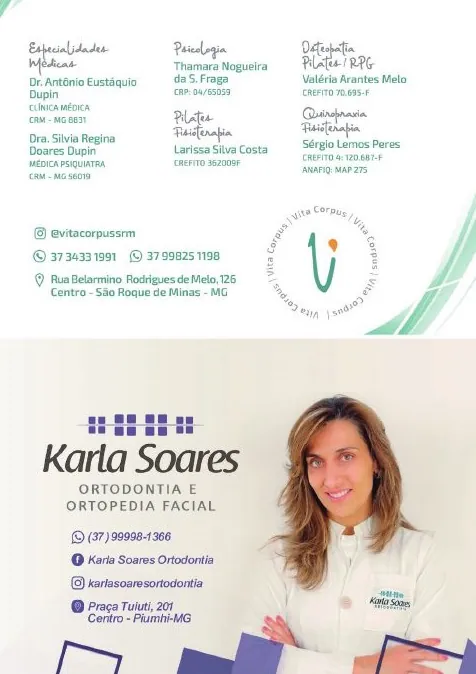 Especialidades
Médicas
Dr. Antônio Eustáquio
Dupin
CLÍNICA MÉDICA
CRM - MG 8831
Dra. Silvia Regina
Doares Dupin
MÉDICA PSIQUIATRA
CRM - MG 56019
Psicologia
Thamara Nogueira
da S. Fraga
CRP: 04/65059
Pilates
Fisioterapia
Larissa Silva Costa
CREFITO 362009F
Osteopatia
Pilates / RPG
Valéria Arantes Melo
CREFITO 70.695-F
Quiropraxia
Fisioterapia
Sérgio Lemos Peres
CREFITO 4: 120.687-F
ANAFIQ: MAP 275
@vitacorpussrm
37 3433 1991 37 99825 1198
Rua Belarmino Rodrigues de Melo, 126
Centro - São Roque de Minas - MG
Vita Corpus | Vita Corpus | Vita Corpus | Vita Corpus | Vita Corpus |
Karla Soares
ORTODONTIA E
ORTOPEDIA FACIAL
(37) 99998-1366
Karla Soares Ortodontia
karlasoaresortodontia
Praça Tuiuti, 201
Centro - Piumhi-MG
Karla Soares
ORTODONTIA